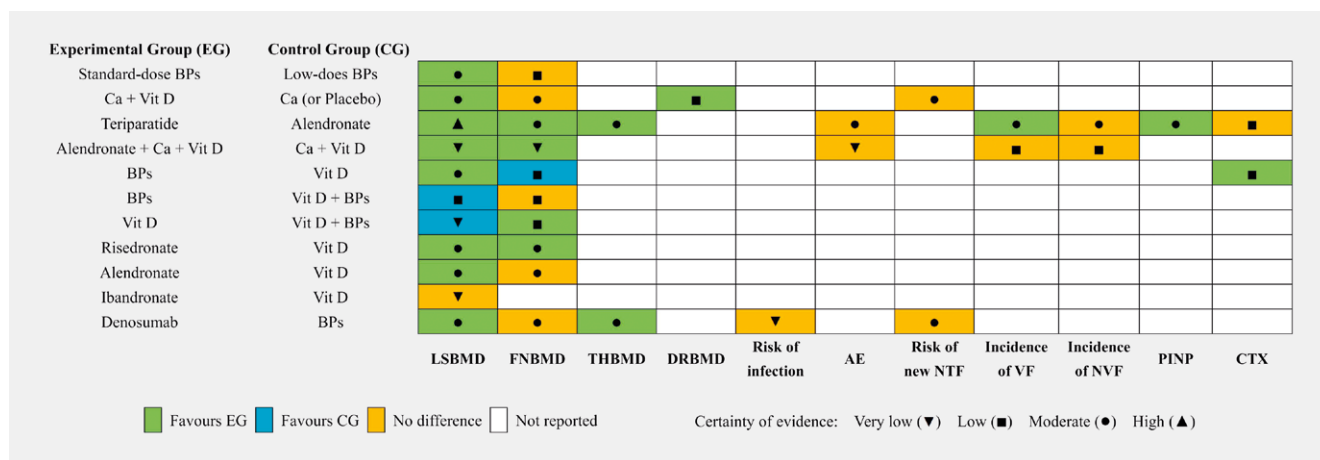 Experimental Group (EG) Control Group (CG)
Standard-dose BPs Low-does BPs ● ■
Ca + Vit D Ca (or Placebo) ● ● ■ ●
Teriparatide Alendronate ▲ ● ● ● ● ● ● ■
Alendronate + Ca + Vit D Ca + Vit D ▼ ▼ ▼ ■ ■
BPs Vit D ● ■ ■
BPs Vit D + BPs ■ ■
Vit D Vit D + BPs ▼ ■
Risedronate Vit D ● ●
Alendronate Vit D ● ●
Ibandronate Vit D ▼
Denosumab BPs ● ● ● ▼ ●
LSBMD FNBMD THBMD DRBMD Risk of infection AE Risk of new NTF Incidence of VF Incidence of NVF PINP CTX
Favours EG Favours CG No difference Not reported Certainty of evidence: Very low (▼) Low (■) Moderate (●) High (▲)